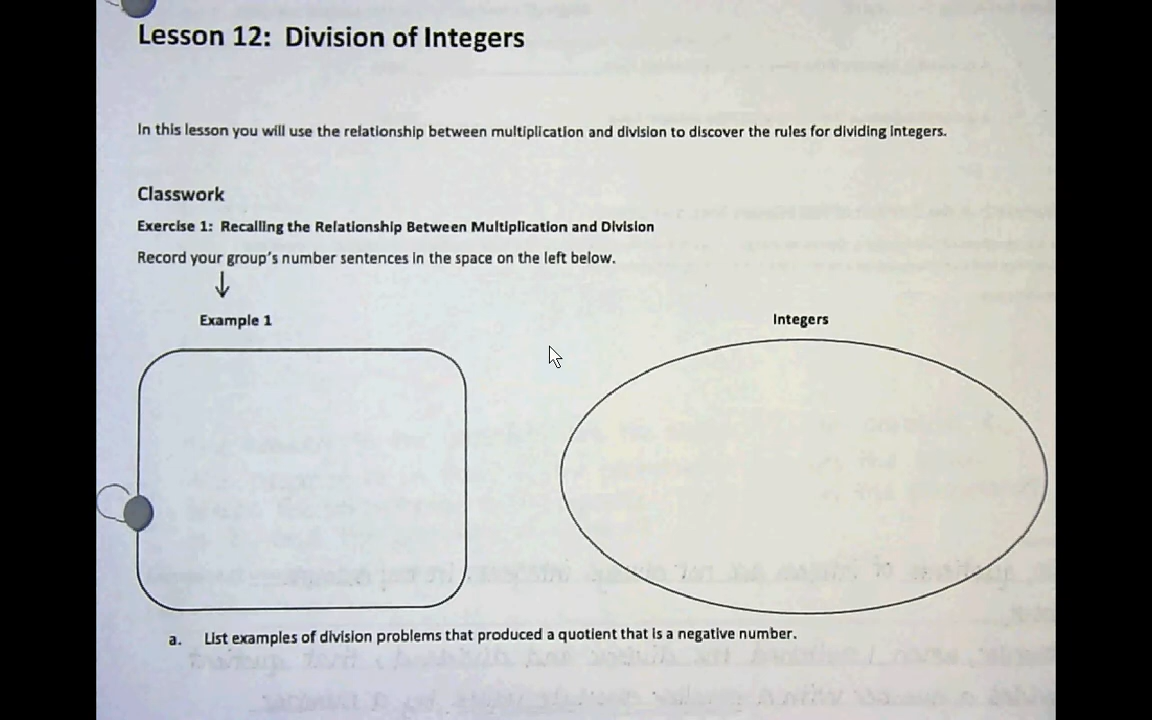 Lesson 12: Division of Integers
In this lesson you will use the relationship between multiplication and division to discover the rules for dividing integers.
Classwork
Exercise 1: Recalling the Relationship Between Multiplication and Division
Record your group's number sentences in the space on the left below.
Example 1
Integers
a. List examples of division problems that produced a quotient that is a negative number.